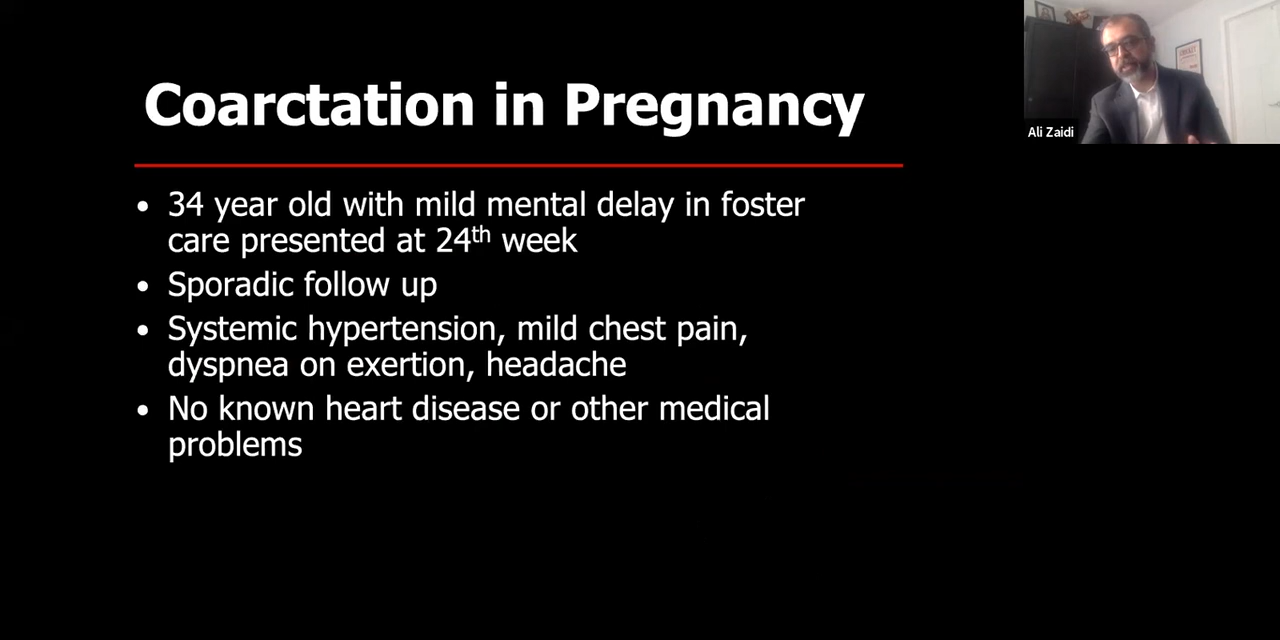 Coarctation in Pregnancy
Ali Zaidi
• 34 year old with mild mental delay in foster
care presented at 24th week
• Sporadic follow up
• Systemic hypertension, mild chest pain,
dyspnea on exertion, headache
• No known heart disease or other medical
problems